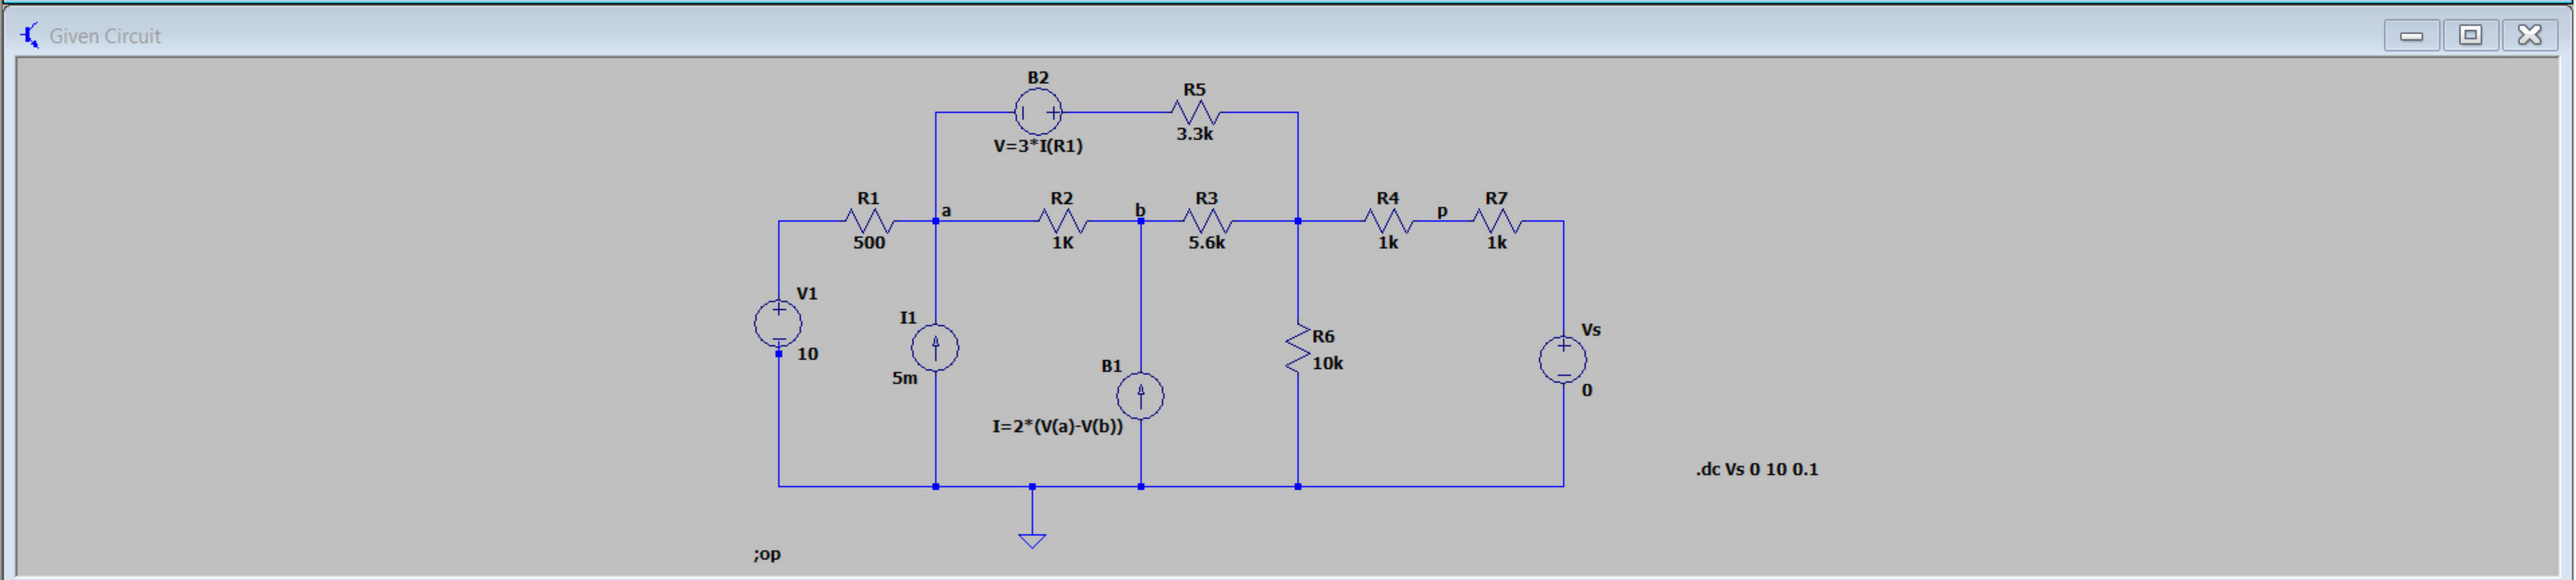 Given Circuit
B2
V=3*I(R1)
R5
3.3k
R1
500
a
R2
1K
b
R3
5.6k
R4
1k
p
R7
1k
V1
10
I1
5m
B1
I=2*(V(a)-V(b))
R6
10k
Vs
0
.dc Vs 0 10 0.1
;op